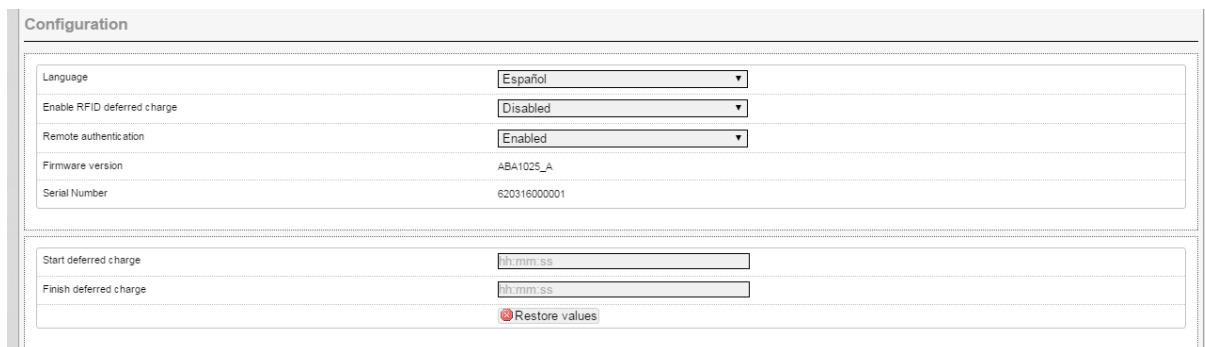 Configuration
Language Español
Enable RFID deferred charge Disabled
Remote authentication Enabled
Firmware version ABA1025_A
Serial Number 620316000001
Start deferred charge hh:mm:ss
Finish deferred charge hh:mm:ss
Restore values